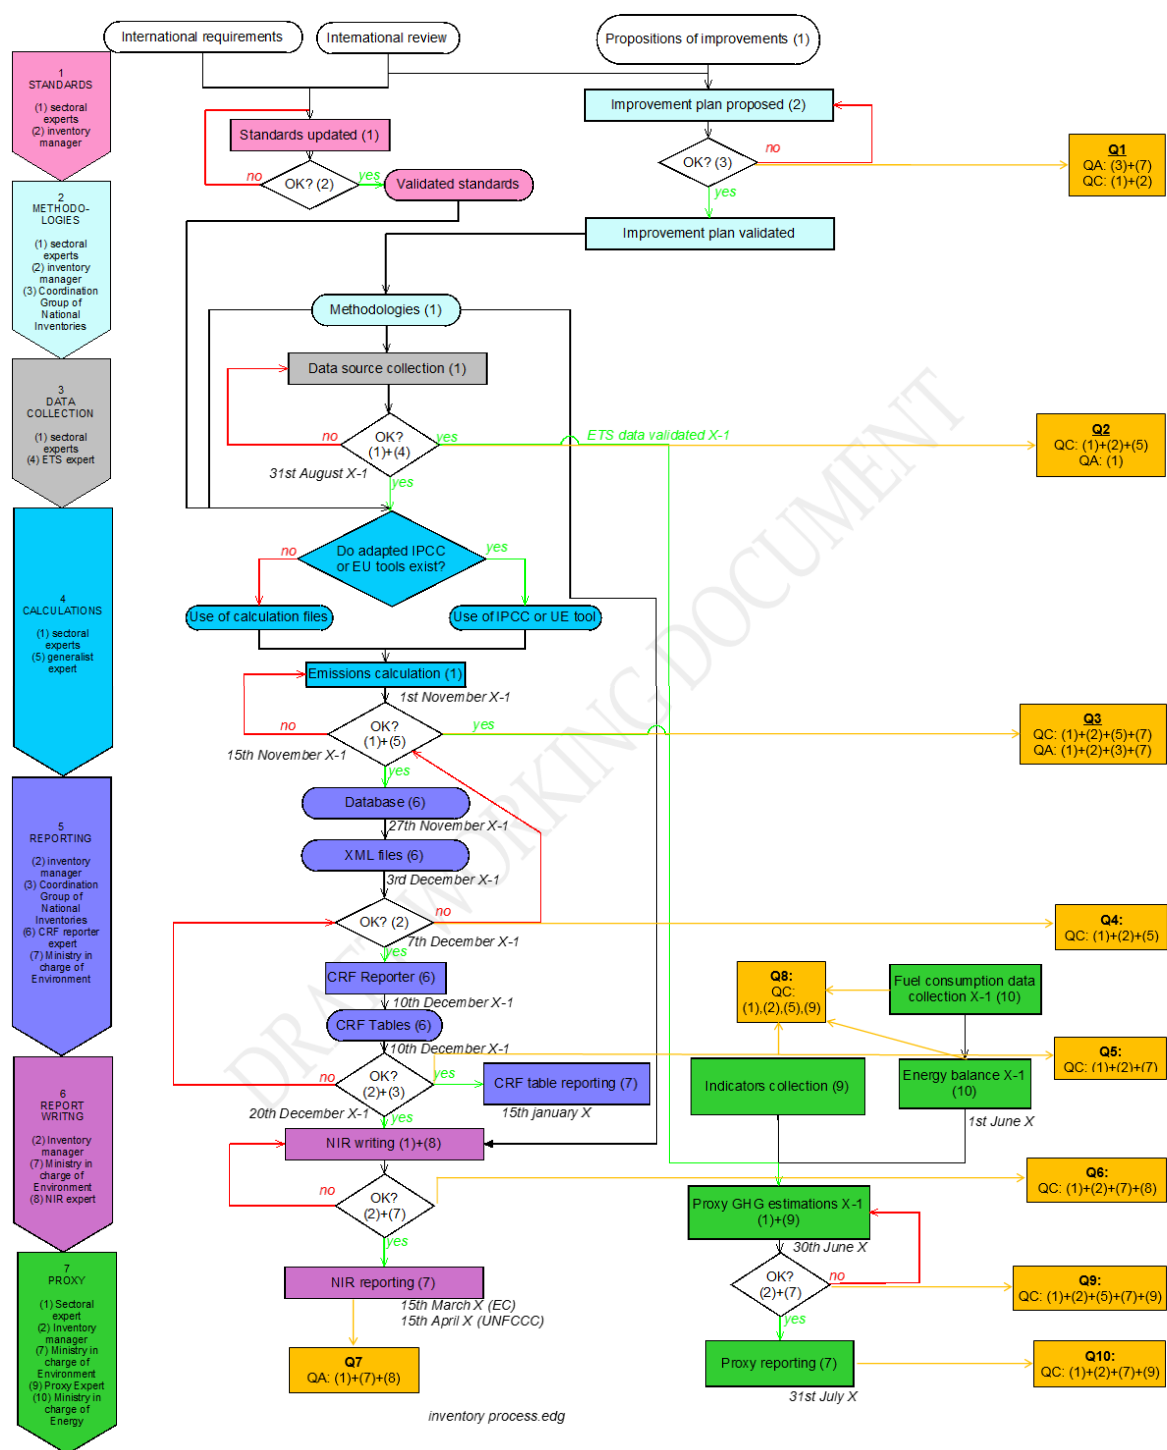 International requirements
International review
Propositions of improvements (1)
1
STANDARDS
(1) sectoral
experts
(2) inventory
manager
Improvement plan proposed (2)
Standards updated (1)
OK? (2)
no
yes
Validated standards
OK? (3)
no
yes
Q1
QA: (3)+(7)
QC: (1)+(2)
2
METHODO-
LOGIES
(1) sectoral
experts
(2) inventory
manager
(3) Coordination
Group of
National
Inventories
Improvement plan validated
Methodologies (1)
3
DATA
COLLECTION
(1) sectoral
experts
(4) ETS expert
Data source collection (1)
no
OK?
(1)+(4)
yes
ETS data validated X-1
31st August X-1
yes
Q2
QC: (1)+(2)+(5)
QA: (1)
4
CALCULATIONS
(1) sectoral
experts
(5) generalist
expert
no
Do adapted IPCC
or EU tools exist?
yes
Use of calculation files
Use of IPCC or UE tool
Emissions calculation (1)
1st November X-1
no
OK?
(1)+(5)
yes
15th November X-1
yes
Q3
QC: (1)+(2)+(5)+(7)
QA: (1)+(2)+(3)+(7)
5
REPORTING
(2) inventory
manager
(3) Coordination
Group of
National
Inventories
(6) CRF reporter
expert
(7) Ministry in
charge of
Environment
Database (6)
27th November X-1
XML files (6)
3rd December X-1
OK? (2)
no
7th December X-1
yes
Q4:
QC: (1)+(2)+(5)
CRF Reporter (6)
10th December X-1
CRF Tables (6)
10th December X-1
OK?
(2)+(3)
no
yes
20th December X-1
yes
CRF table reporting (7)
15th january X
Q8:
QC:
(1),(2),(5),(9)
Fuel consumption data
collection X-1 (10)
Q5:
QC: (1)+(2)+(7)
Indicators collection (9)
Energy balance X-1
(10)
1st June X
6
REPORT
WRITNG
(2) Inventory
manager
(7) Ministry in
charge of
Environment
(8) NIR expert
NIR writing (1)+(8)
no
OK?
(2)+(7)
yes
Q6:
QC: (1)+(2)+(7)+(8)
Proxy GHG estimations X-1
(1)+(9)
30th June X
7
PROXY
(1) Sectoral
expert
(2) Inventory
manager
(7) Ministry in
charge of
Environment
(9) Proxy Expert
(10) Ministry in
charge of
Energy
NIR reporting (7)
15th March X (EC)
15th April X (UNFCCC)
OK?
(2)+(7)
no
yes
Q9:
QC: (1)+(2)+(5)+(7)+(9)
Q7
QA: (1)+(7)+(8)
Proxy reporting (7)
31st July X
Q10:
QC: (1)+(2)+(7)+(9)
inventory process.edg
DRAFT WORKING DOCUMENT